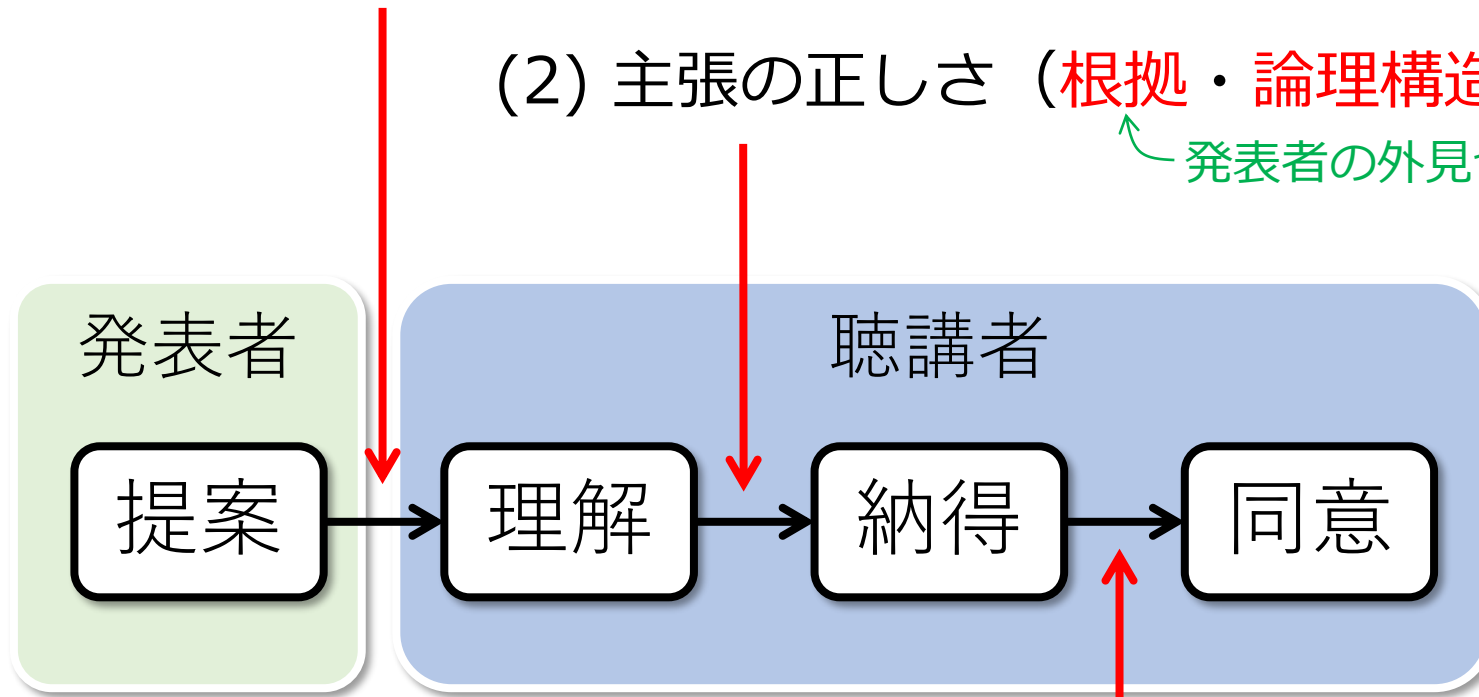 (2) 主張の正しさ（根拠・論理構造
発表者の外見
発表者
聴講者
提案
理解
納得
同意